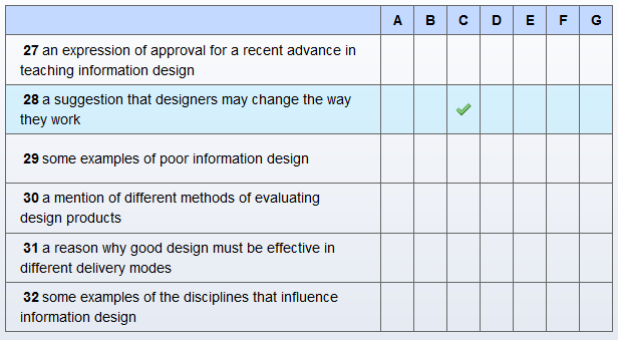 A B C D E F G
27 an expression of approval for a recent advance in
teaching information design
28 a suggestion that designers may change the way
they work
29 some examples of poor information design
30 a mention of different methods of evaluating
design products
31 a reason why good design must be effective in
different delivery modes
32 some examples of the disciplines that influence
information design